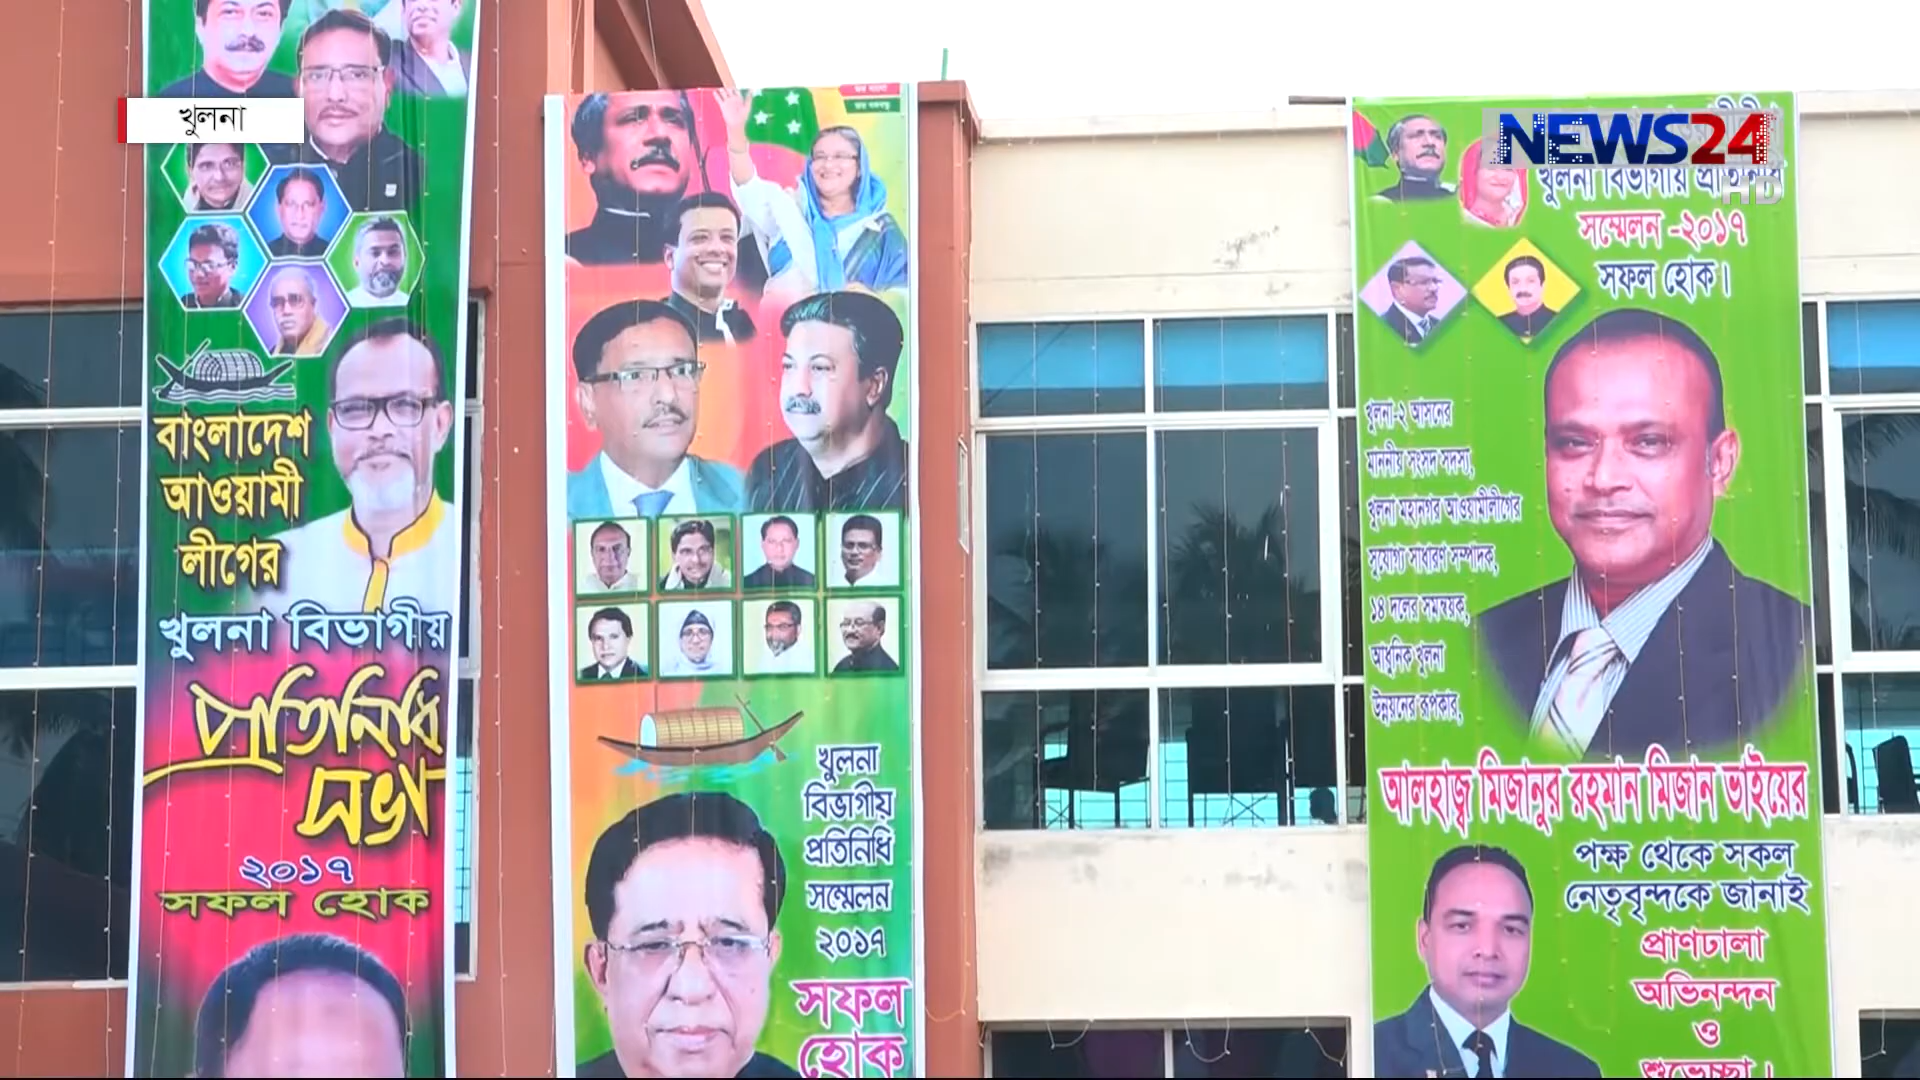 খুলনা
NEWS24
HD
বাংলাদেশ
আওয়ামী
লীগের
খুলনা বিভাগীয়
প্রতিনিধি
সভা
২০১৭
সফল হোক
খুলনা
বিভাগীয়
প্রতিনিধি
সম্মেলন
২০১৭
সফল
হোক
খুলনা বিভাগীয় প্রতিনিধি
সম্মেলন -২০১৭
সফল হোক।
খুলনা-২ আসনের
মাননীয় সংসদ সদস্য,
খুলনা মহানগর আওয়ামীলীগের
সুযোগ্য সাধারণ সম্পাদক,
১৪ দলের সমন্বয়ক,
আধুনিক খুলনা
উন্নয়নের রূপকার,
আলহাজ্ব মিজানুর রহমান মিজান ভাইয়ের
পক্ষ থেকে সকল
নেতৃবৃন্দকে জানাই
প্রাণঢালা
অভিনন্দন
ও
শুভেচ্ছা।